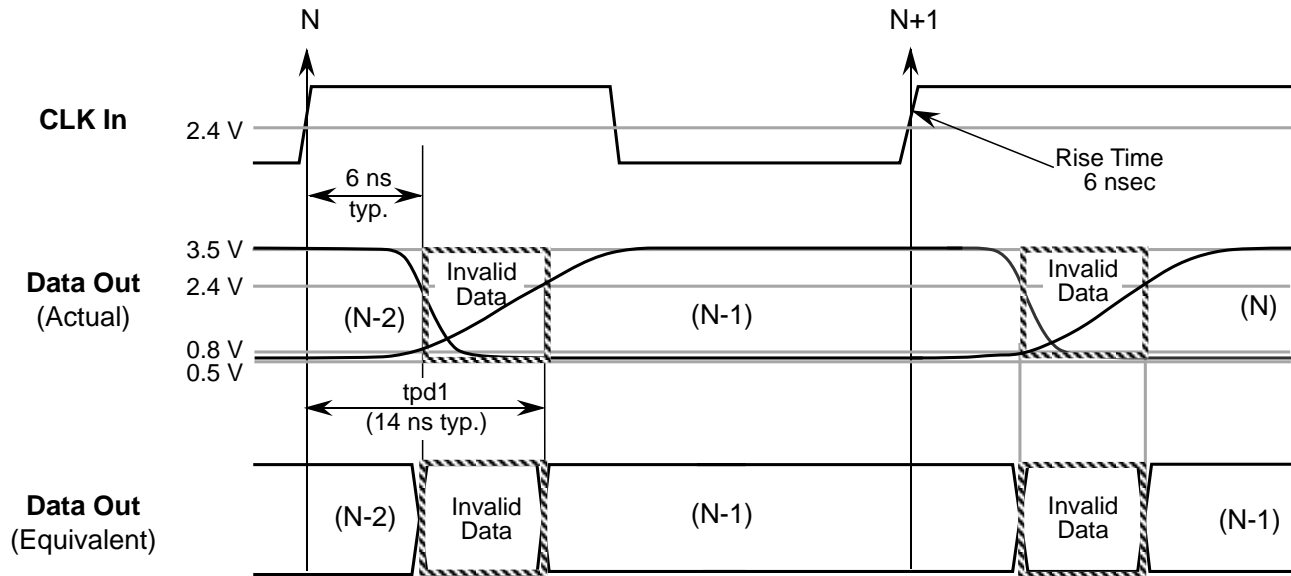 N
N+1
CLK In
2.4 V
Rise Time
6 nsec
6 ns
typ.
3.5 V
Data Out
(Actual)
2.4 V
Invalid
Data
Invalid
Data
(N-2)
(N-1)
(N)
0.8 V
0.5 V
tpd1
(14 ns typ.)
Data Out
(Equivalent)
(N-2)
Invalid
Data
(N-1)
Invalid
Data
(N-1)